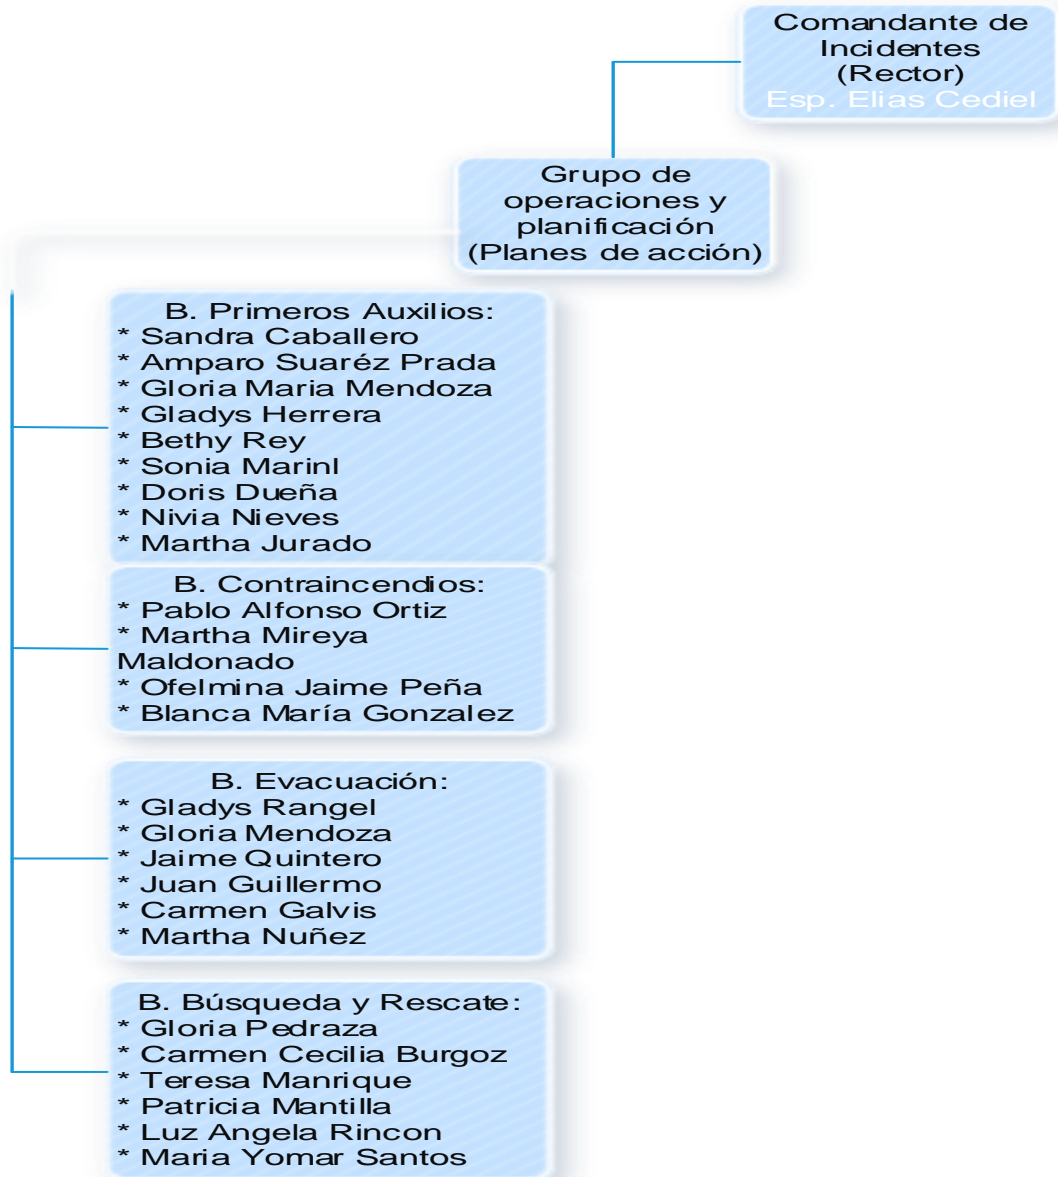 Comandante de
Incidentes
(Rector)
Esp. Elias Cediel
Grupo de
operaciones y
planificación
(Planes de acción)
B. Primeros Auxilios:
* Sandra Caballero
* Amparo Suaréz Prada
* Gloria Maria Mendoza
* Gladys Herrera
* Bethy Rey
* Sonia Marinl
* Doris Dueña
* Nivia Nieves
* Martha Jurado
B. Contraincendios:
* Pablo Alfonso Ortiz
* Martha Mireya
Maldonado
* Ofelmina Jaime Peña
* Blanca María Gonzalez
B. Evacuación:
* Gladys Rangel
* Gloria Mendoza
* Jaime Quintero
* Juan Guillermo
* Carmen Galvis
* Martha Nuñez
B. Búsqueda y Rescate:
* Gloria Pedraza
* Carmen Cecilia Burgoz
* Teresa Manrique
* Patricia Mantilla
* Luz Angela Rincon
* Maria Yomar Santos